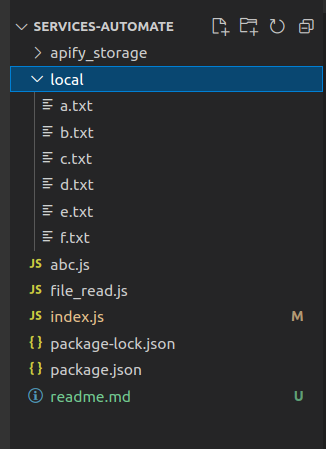 SERVICES-AUTOMATE
apify_storage
local
a.txt
b.txt
c.txt
d.txt
e.txt
f.txt
JS abc.js
JS file_read.js
JS index.js M
{} package-lock.json
{} package.json
readme.md U